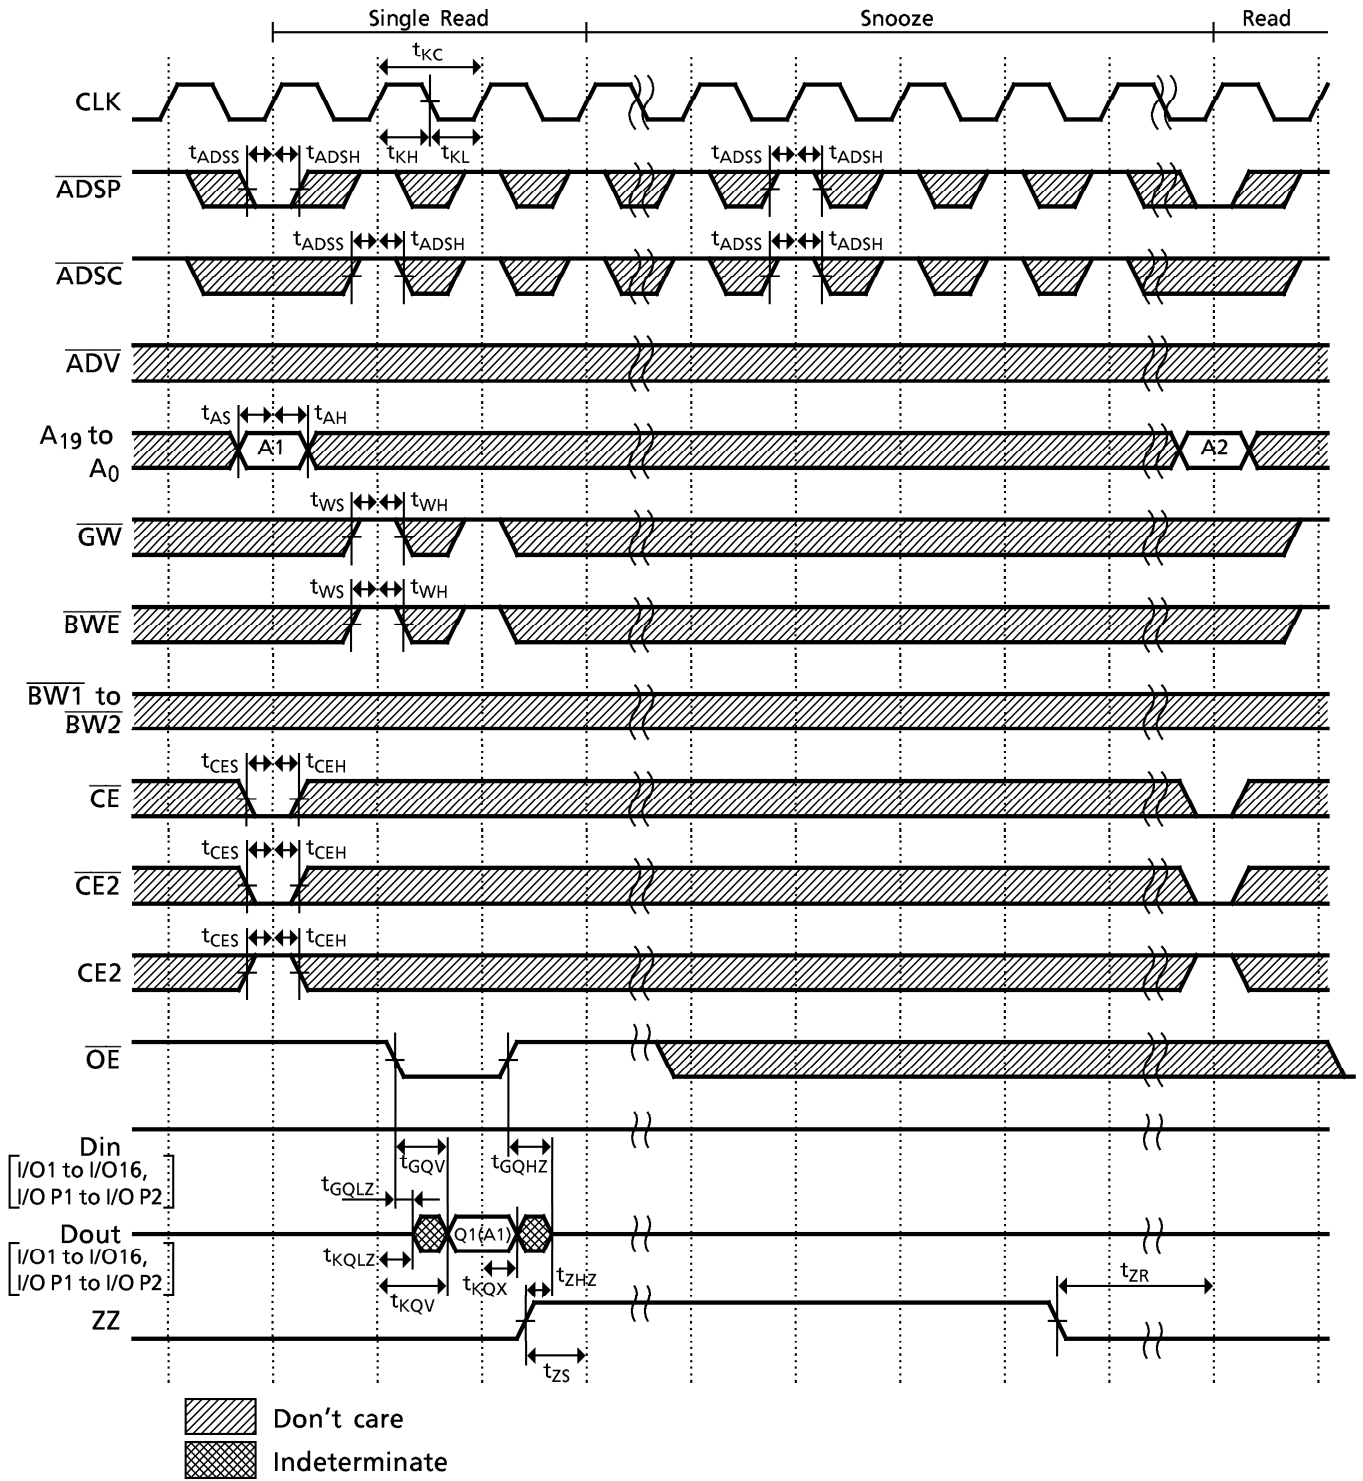 Single Read Snooze Read
tKC
CLK
tADSS tADSH tKH tKL tADSS tADSH
ADSP
tADSS tADSH tADSS tADSH
ADSC
ADV
tAS tAH
A19 to
A0
A1 A2
tWS tWH
GW
tWS tWH
BWE
BW1 to
BW2
tCES tCEH
CE
tCES tCEH
CE2
tCES tCEH
CE2
OE
Din
I/O1 to I/O16,
I/O P1 to I/O P2
tGQV tGQHZ
tGQLZ
Dout
I/O1 to I/O16,
I/O P1 to I/O P2
Q1(A1)
tKQLZ
tKQV tKQX tZHZ tZR
ZZ
tZS
Don't care
Indeterminate